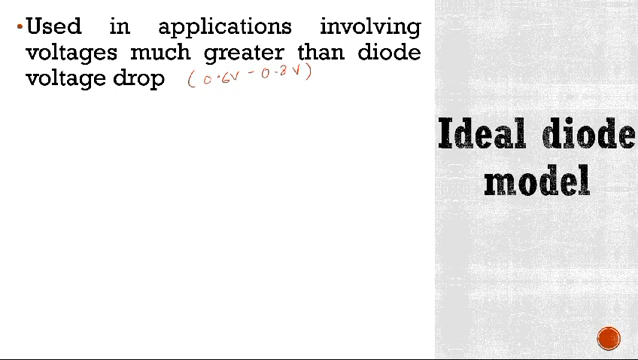 •Used in applications involving
voltages much greater than diode
voltage drop (0.6V - 0.8V)
Ideal diode
model